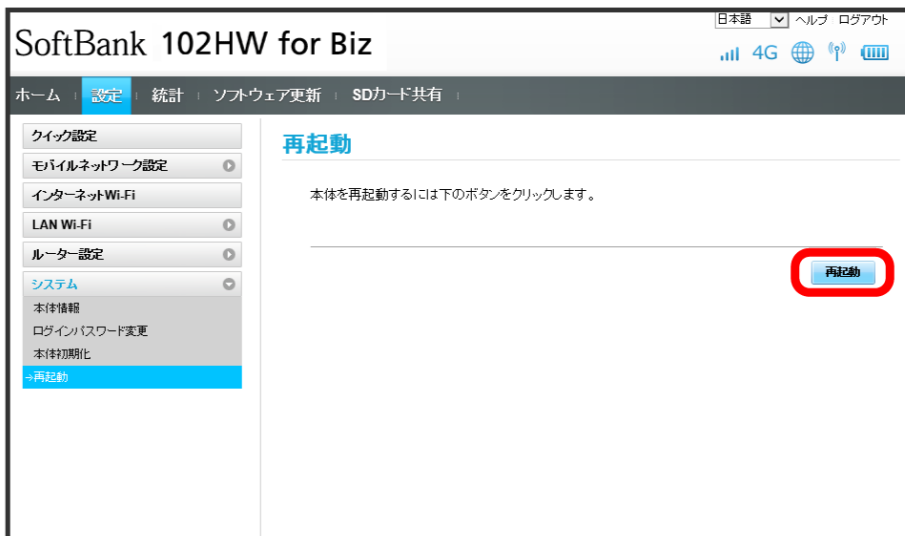 日本語 ヘルプ ログアウト
SoftBank 102HW for Biz
4G
ホーム 設定 統計 ソフトウェア更新 SDカード共有
クイック設定
モバイルネットワーク設定
インターネットWi-Fi
LAN Wi-Fi
ルーター設定
システム
本体情報
ログインパスワード変更
本体初期化
→再起動
再起動
本体を再起動するには下のボタンをクリックします。
再起動